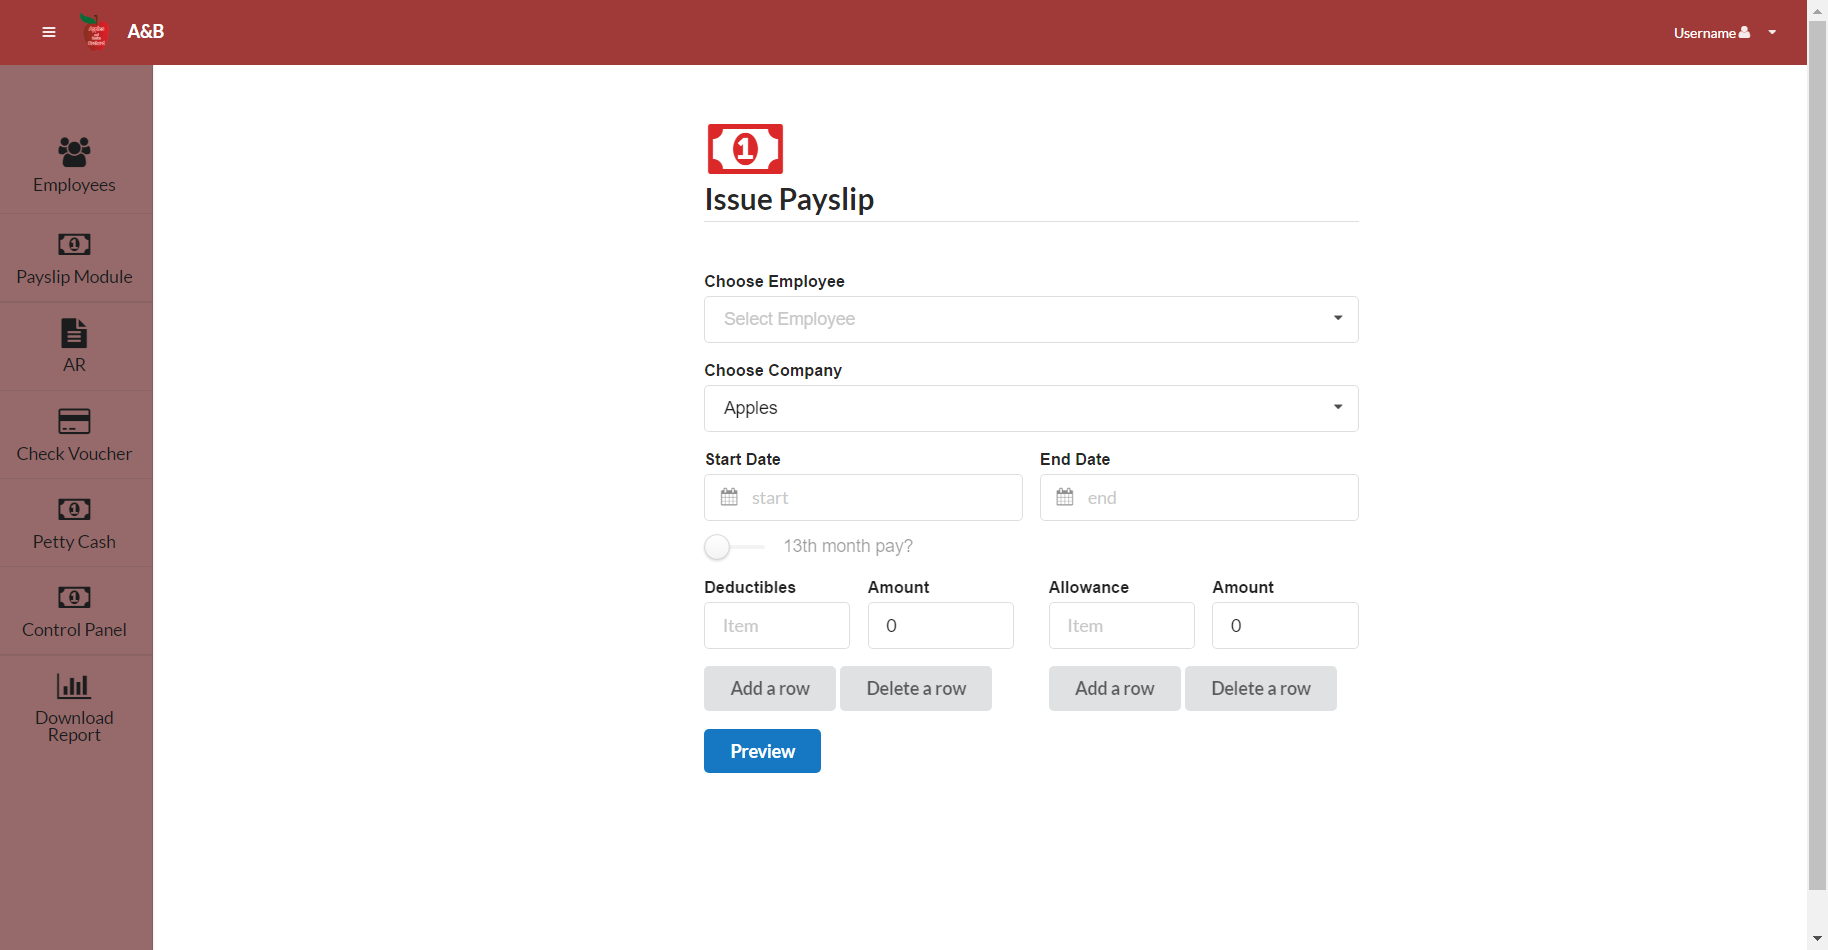 A&B
Username
Employees
Payslip Module
AR
Check Voucher
Petty Cash
Control Panel
Download
Report
Issue Payslip
Choose Employee
Select Employee
Choose Company
Apples
Start Date End Date
start end
13th month pay?
Deductibles Amount Allowance Amount
Item 0 Item 0
Add a row Delete a row Add a row Delete a row
Preview